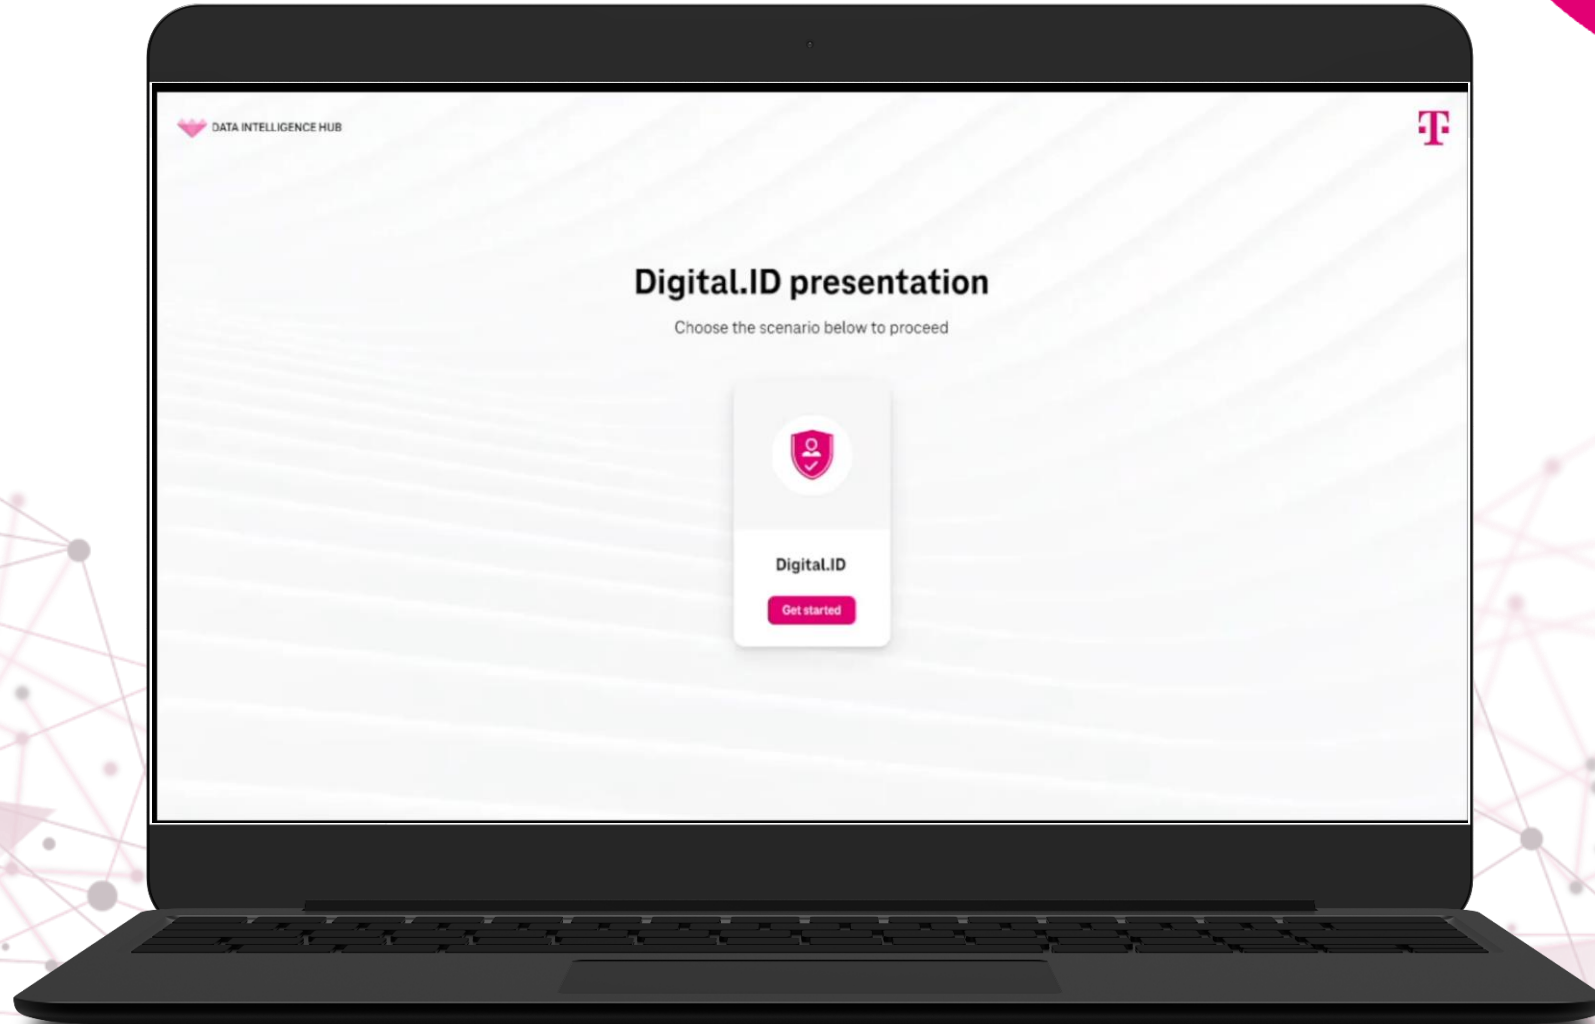 DATA INTELLIGENCE HUB
T
Digital.ID presentation
Choose the scenario below to proceed
Digital.ID
Get started